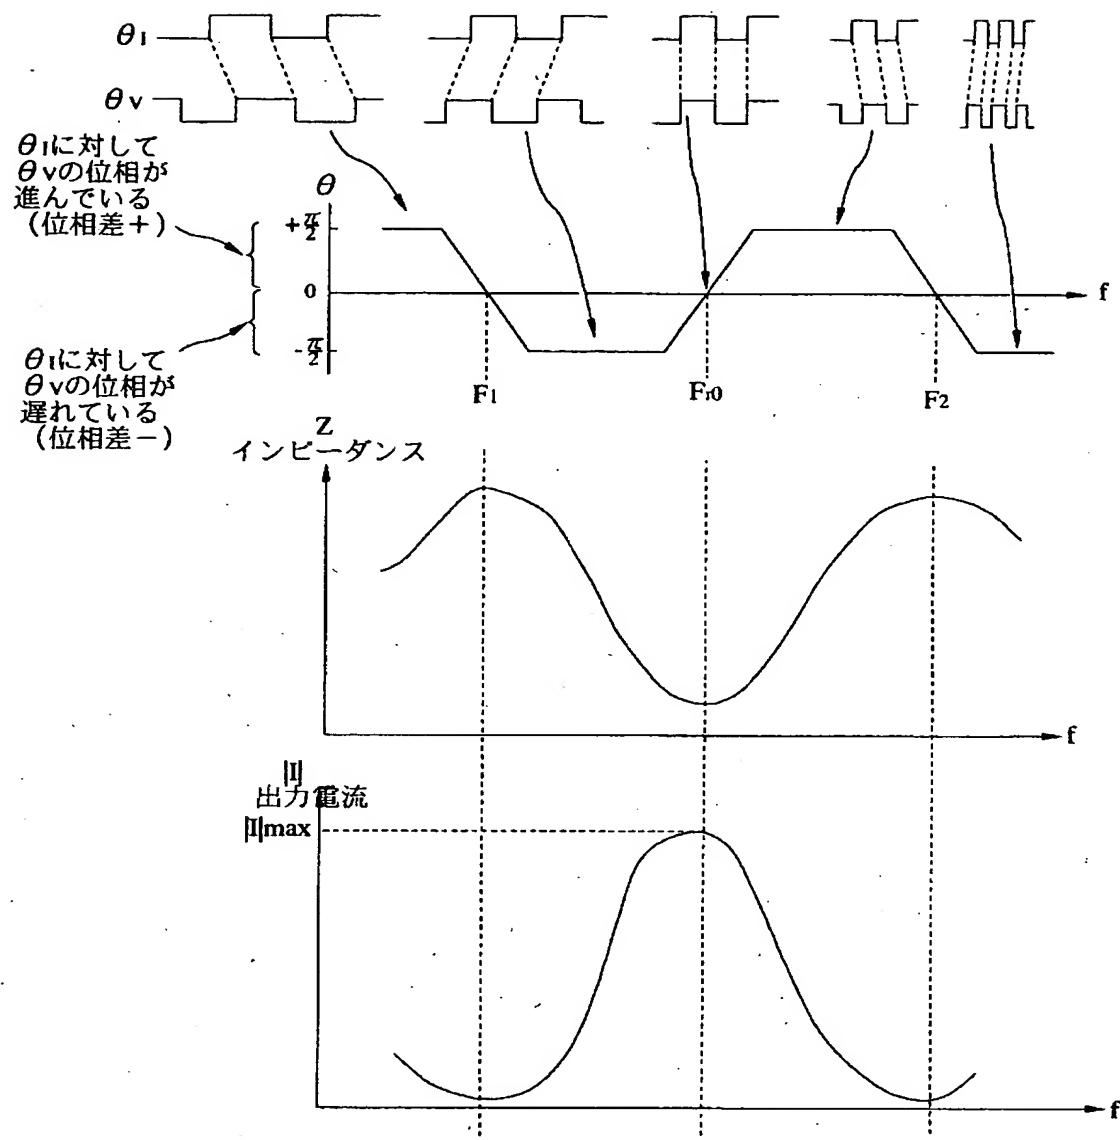 θI
θV
θIに対して
θVの位相が
進んでいる
(位相差+)
θ
+π/2
0
-π/2
f
θIに対して
θVの位相が
遅れている
(位相差−)
F1
Fr0
F2
Z
インピーダンス
f
|I|
出力電流
|I|max
f